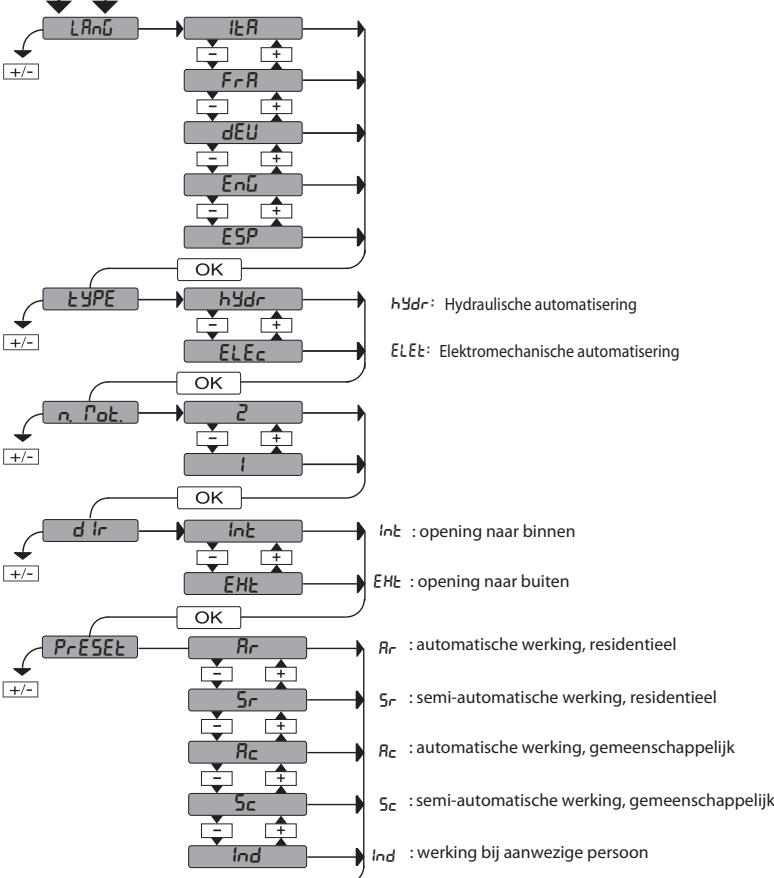 LAnG
ItA
+/-
- +
FrA
- +
dEU
- +
EnG
- +
ESP
OK
tYPE
hYdr
hYdr: Hydraulische automatisering
+/-
- +
ELEc
ELEt: Elektromechanische automatisering
OK
n. Mot.
2
+/-
- +
1
OK
dIr
Int
Int : opening naar binnen
+/-
- +
EHt
EHt : opening naar buiten
OK
PrESEt
Ar
Ar : automatische werking, residentieel
+/-
- +
Sr
Sr : semi-automatische werking, residentieel
- +
Ac
Ac : automatische werking, gemeenschappelijk
- +
Sc
Sc : semi-automatische werking, gemeenschappelijk
- +
Ind
Ind : werking bij aanwezige persoon